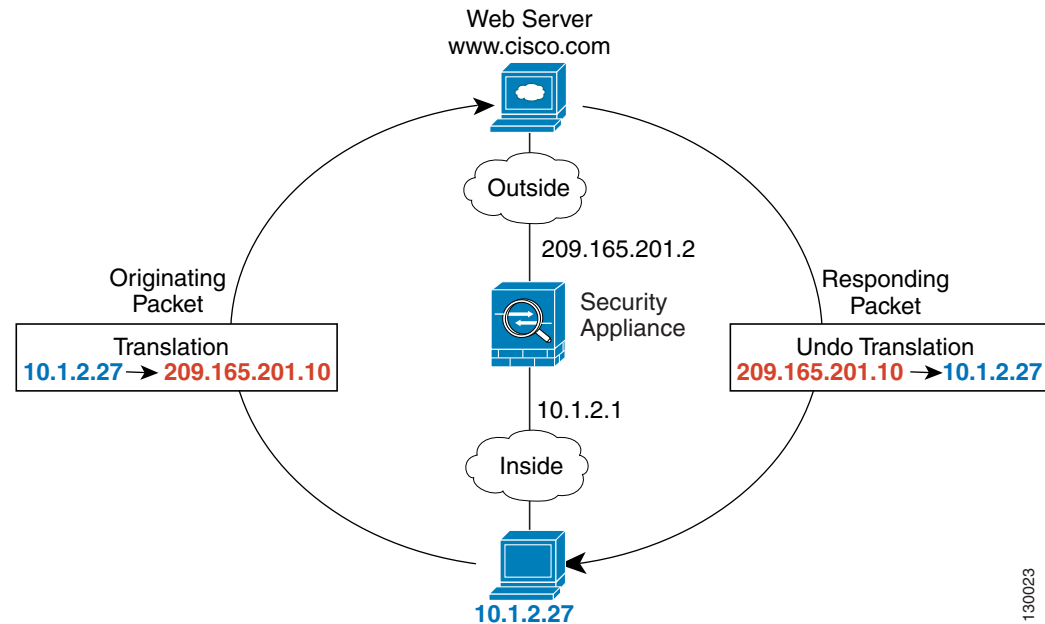 Web Server
www.cisco.com
Outside
209.165.201.2
Originating
Packet
Responding
Packet
Security
Appliance
Translation
10.1.2.27 209.165.201.10
Undo Translation
209.165.201.10 10.1.2.27
10.1.2.1
Inside
10.1.2.27
130023